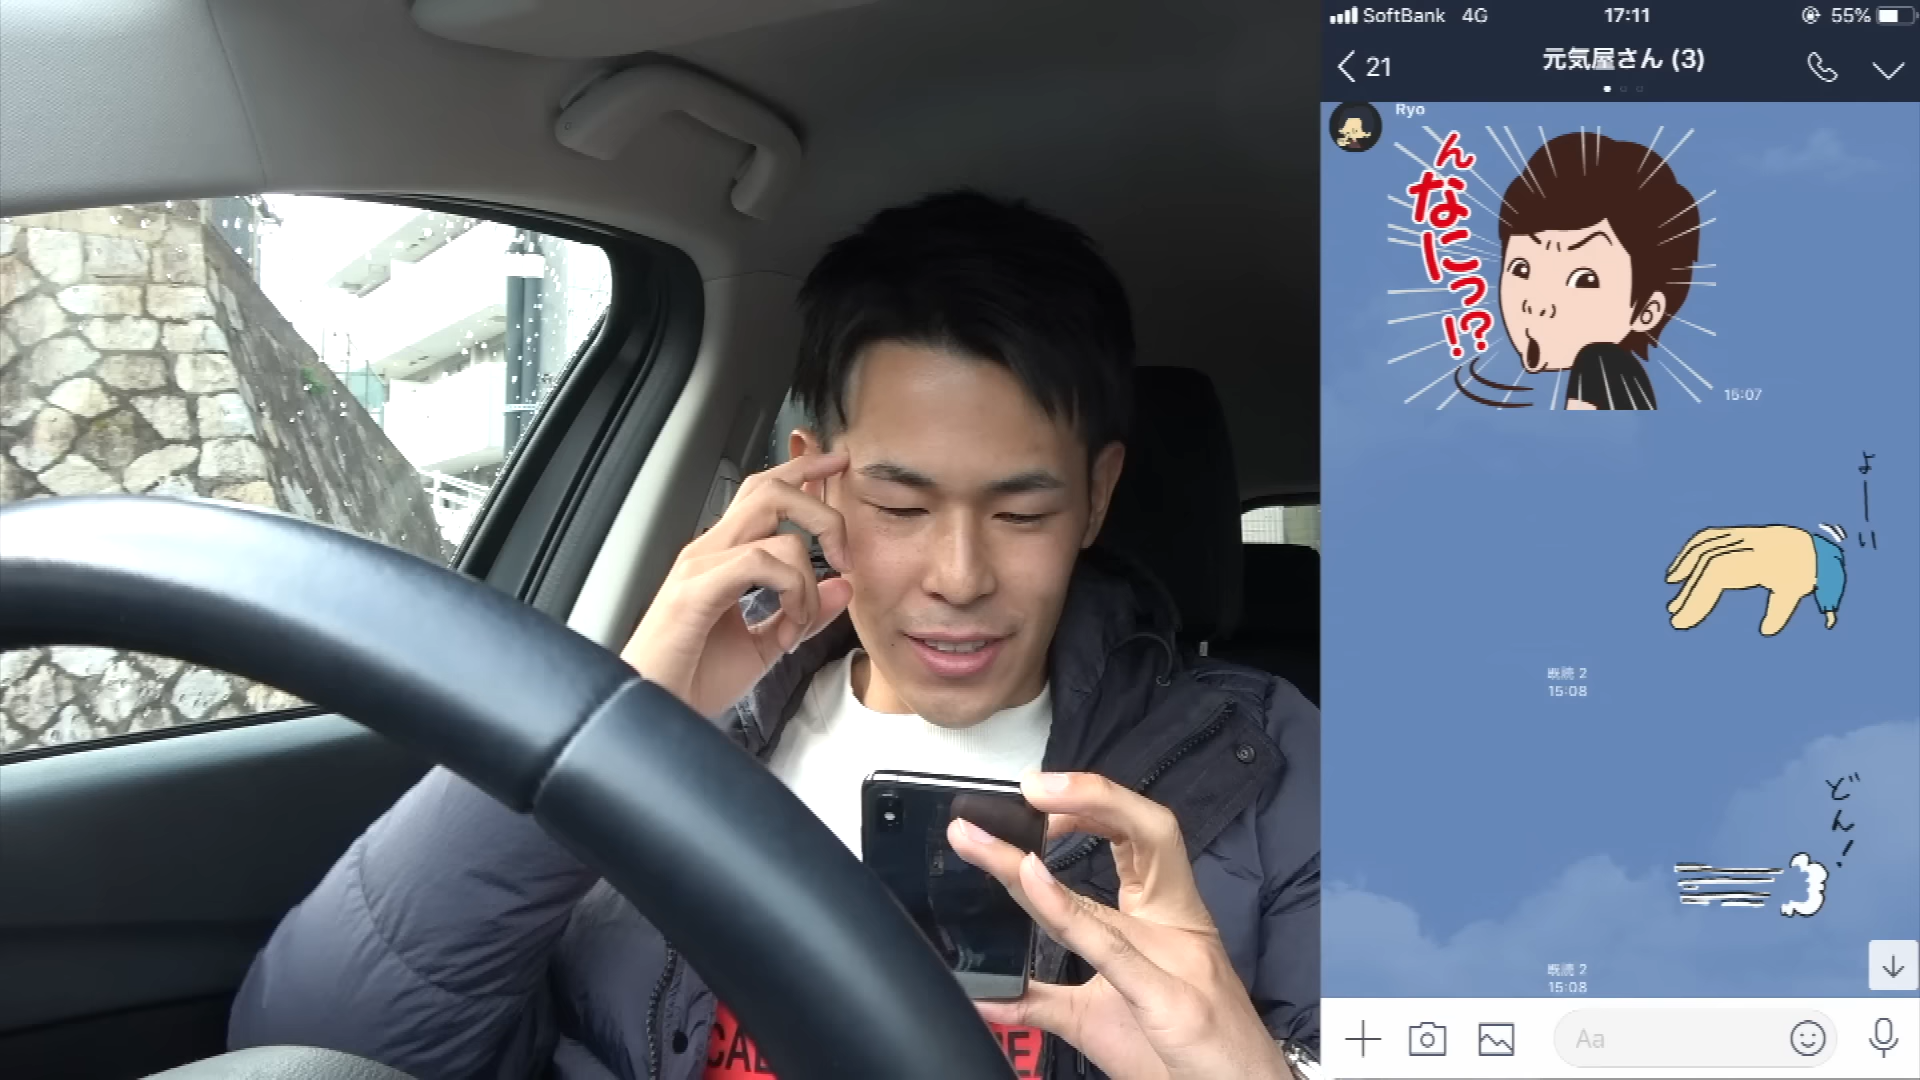 SoftBank 4G 17:11 55%
21 元気屋さん (3)
Ryo
んなにっ!?
15:07
よーい
既読 2
15:08
どん!
既読 2
15:08
Aa